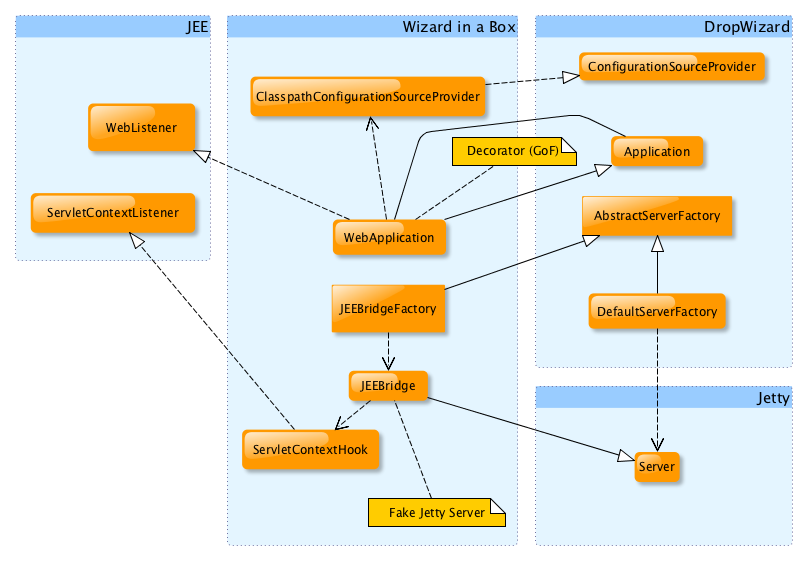 JEE
WebListener
ServletContextListener
Wizard in a Box
ClasspathConfigurationSourceProvider
Decorator (GoF)
WebApplication
JEEBridgeFactory
JEEBridge
ServletContextHook
Fake Jetty Server
DropWizard
ConfigurationSourceProvider
Application
AbstractServerFactory
DefaultServerFactory
Jetty
Server